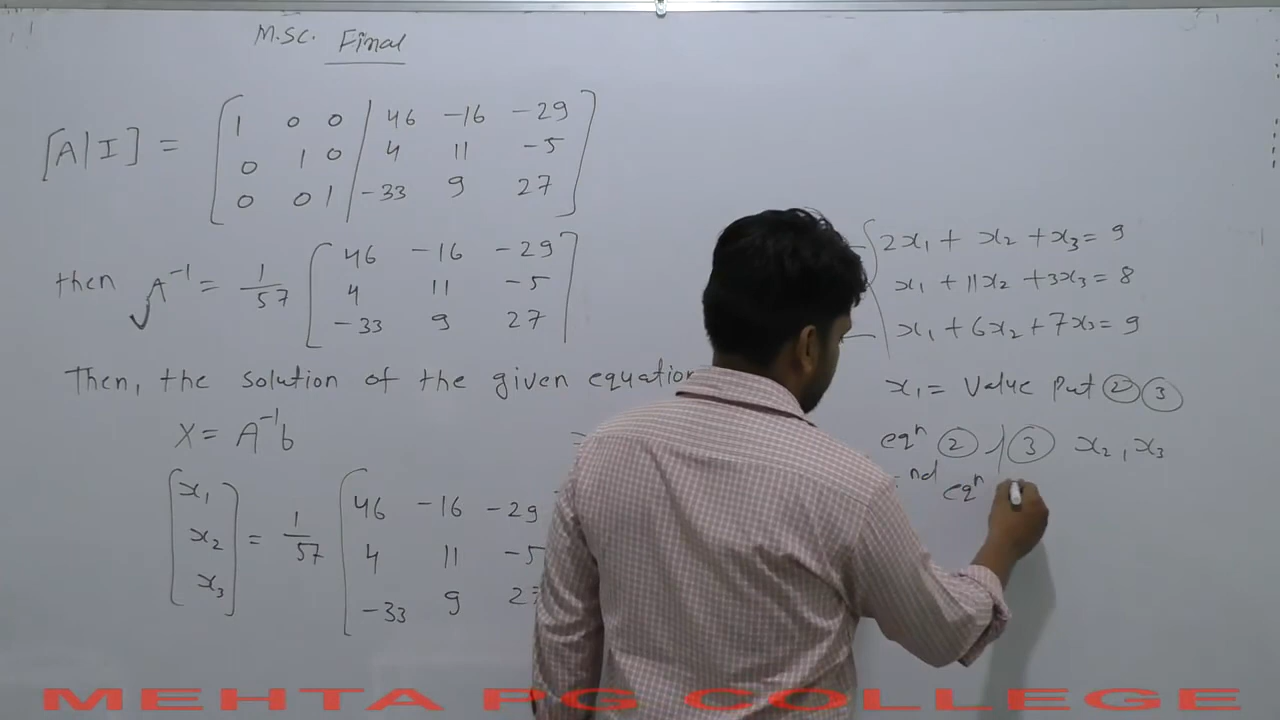 M.Sc. Final
[A|I] = [ 1 0 0 | 46 -16 -29
0 1 0 | 4 11 -5
0 0 1 | -33 9 27 ]
then A⁻¹ = 1/57 [ 46 -16 -29
4 11 -5
-33 9 27 ]
Then, the solution of the given equation
X = A⁻¹b
=
[ x₁ x₂ x₃ ] = 1/57 [ 46 -16 -29
4 11 -5
-33 9 2
2x₁ + x₂ + x₃ = 9
x₁ + 11x₂ + 3x₃ = 8
x₁ + 6x₂ + 7x₃ = 9
x₁ = Value Put ② ③
eqⁿ ② ③ x₂, x₃
nd eqⁿ
MEHTA PG COLLEGE